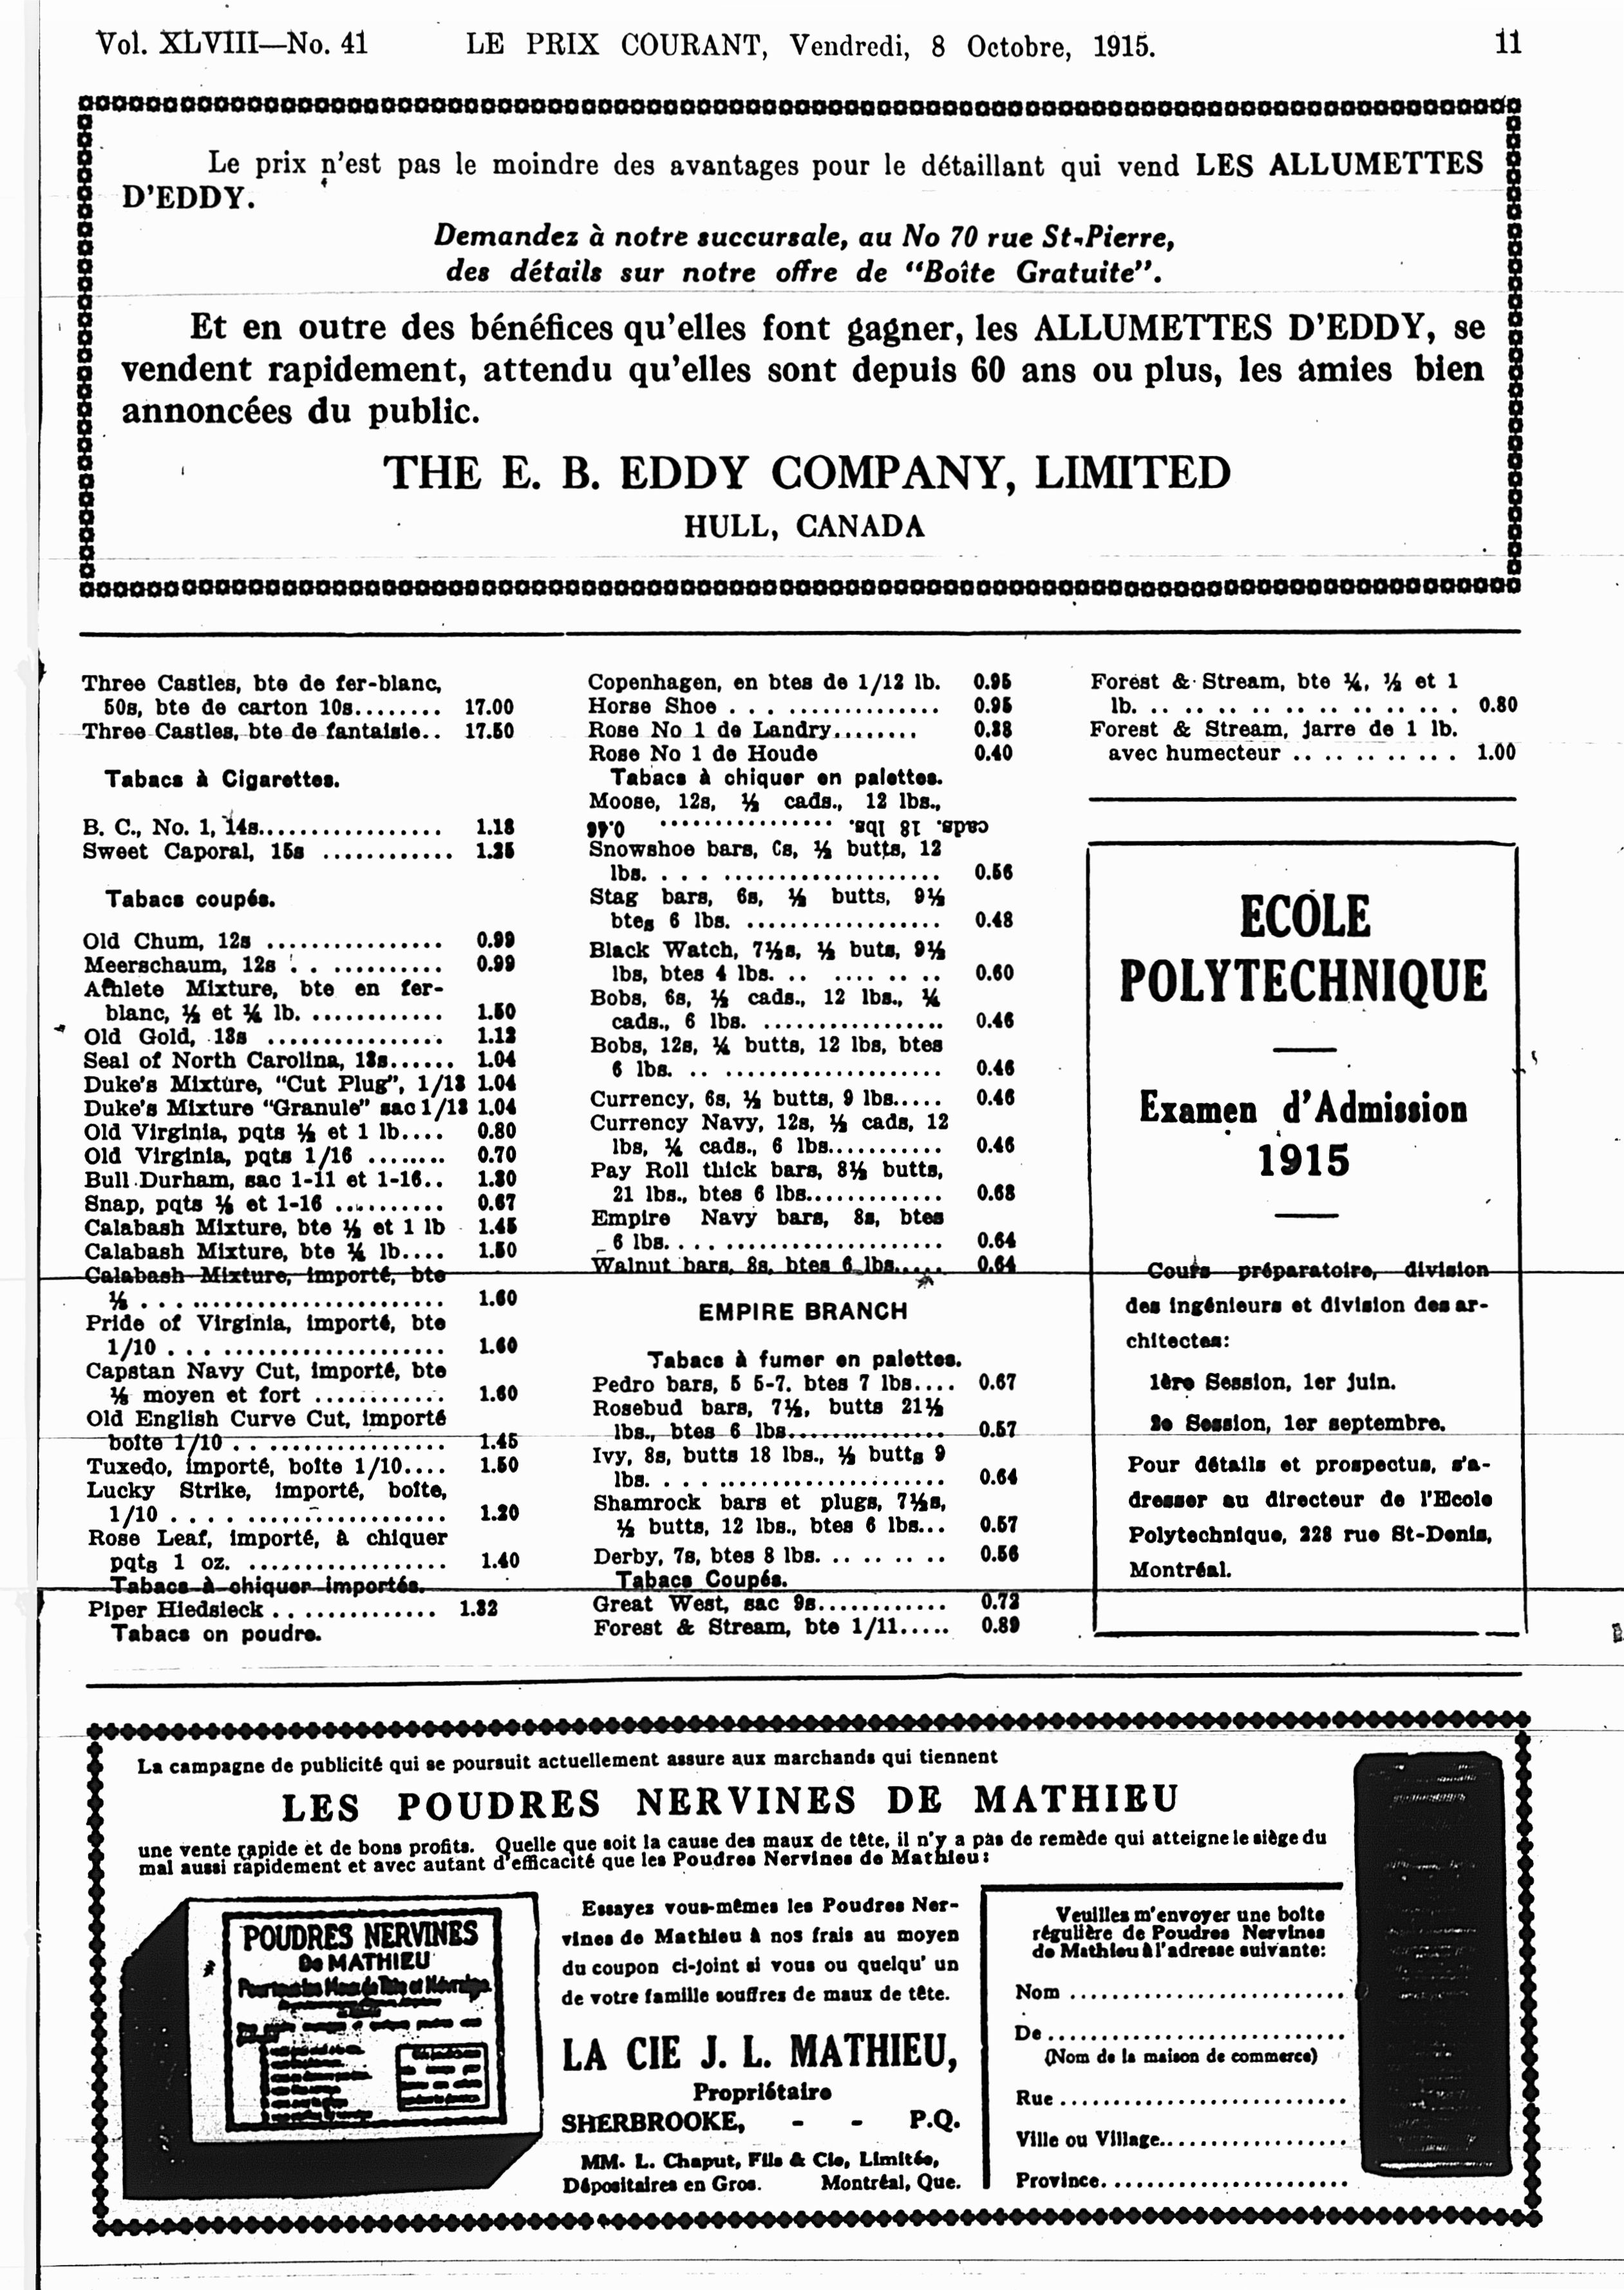 Vol. XLVIII—No. 41 LE PRIX COURANT, Vendredi, 8 Octobre, 1915. 11
Le prix n'est pas le moindre des avantages pour le détaillant qui vend LES ALLUMETTES
D'EDDY.
Demandez à notre succursale, au No 70 rue St-Pierre,
des détails sur notre offre de "Boîte Gratuite".
Et en outre des bénéfices qu'elles font gagner, les ALLUMETTES D'EDDY, se
vendent rapidement, attendu qu'elles sont depuis 60 ans ou plus, les amies bien
annoncées du public.
THE E. B. EDDY COMPANY, LIMITED
HULL, CANADA
Three Castles, bte de fer-blanc,
50s, bte de carton 10s........ 17.00
Three Castles, bte de fantaisie.. 17.50
Tabacs à Cigarettes.
B. C., No. 1, 14s................ 1.18
Sweet Caporal, 15s ............ 1.25
Tabacs coupés.
Old Chum, 12s ................ 0.99
Meerschaum, 12s . . .......... 0.99
Athlete Mixture, bte en fer-
blanc, ½ et ¼ lb. ............ 1.50
Old Gold, 13s ................ 1.12
Seal of North Carolina, 13s...... 1.04
Duke's Mixture, "Cut Plug", 1/13 1.04
Duke's Mixture "Granule" sac 1/13 1.04
Old Virginia, pqts ½ et 1 lb.... 0.80
Old Virginia, pqts 1/16 ........ 0.70
Bull Durham, sac 1-11 et 1-16.. 1.30
Snap, pqts ⅛ et 1-16 .......... 0.67
Calabash Mixture, bte ½ et 1 lb 1.45
Calabash Mixture, bte ¼ lb.... 1.50
Calabash Mixture, importé, bte
⅛ . . . ...................... 1.60
Pride of Virginia, importé, bte
1/10 . . . .................... 1.60
Capstan Navy Cut, importé, bte
⅛ moyen et fort ............ 1.60
Old English Curve Cut, importé
boîte 1/10 . . ................ 1.45
Tuxedo, importé, boîte 1/10.... 1.50
Lucky Strike, importé, boîte,
1/10 . . . . .................. 1.20
Rose Leaf, importé, à chiquer
pqts 1 oz. .................. 1.40
Tabacs à chiquer importés.
Piper Hiedsieck . . ............ 1.32
Tabacs on poudre.
Copenhagen, en btes de 1/12 lb. 0.95
Horse Shoe . . . .............. 0.95
Rose No 1 de Landry........ 0.38
Rose No 1 de Houde 0.40
Tabacs à chiquer en palettes.
Moose, 12s, ½ cads., 12 lbs.,
cads. 18 lbs. ................ 0.46
Snowshoe bars, 6s, ½ butts, 12
lbs. . . . .................... 0.56
Stag bars, 6s, ½ butts, 9½
btes 6 lbs. .................. 0.48
Black Watch, 7½s, ½ buts, 9½
lbs, btes 4 lbs. .. .... .. .. 0.60
Bobs, 6s, ½ cads., 12 lbs., ¼
cads., 6 lbs. ................. 0.46
Bobs, 12s, ¼ butts, 12 lbs, btes
6 lbs. .. .................... 0.46
Currency, 6s, ½ butts, 9 lbs..... 0.46
Currency Navy, 12s, ½ cads, 12
lbs, ¼ cads., 6 lbs........... 0.46
Pay Roll thick bars, 8½ butts,
21 lbs., btes 6 lbs............. 0.68
Empire Navy bars, 8s, btes
6 lbs. . . . .................... 0.64
Walnut bars, 8s, btes 6 lbs..... 0.64
EMPIRE BRANCH
Tabacs à fumer en palettes.
Pedro bars, 5 5-7. btes 7 lbs.... 0.67
Rosebud bars, 7½, butts 21½
lbs., btes 6 lbs............... 0.57
Ivy, 8s, butts 18 lbs., ½ butts 9
lbs. . . . .................... 0.64
Shamrock bars et plugs, 7½s,
½ butts, 12 lbs., btes 6 lbs... 0.57
Derby, 7s, btes 8 lbs. .. .. .. .. 0.56
Tabacs Coupés.
Great West, sac 9s............ 0.72
Forest & Stream, bte 1/11..... 0.89
Forest & Stream, bte ¼, ½ et 1
lb. .. .. .. .. .. .. .. .. .. .. . 0.80
Forest & Stream, jarre de 1 lb.
avec humecteur .. .. .. .. .. . 1.00
ECOLE
POLYTECHNIQUE
Examen d'Admission
1915
Cours préparatoire, division
des ingénieurs et division des ar-
chitectes:
1ère Session, 1er juin.
2e Session, 1er septembre.
Pour détails et prospectus, s'a-
dresser au directeur de l'Ecole
Polytechnique, 228 rue St-Denis,
Montréal.
La campagne de publicité qui se poursuit actuellement assure aux marchands qui tiennent
LES POUDRES NERVINES DE MATHIEU
une vente rapide et de bons profits. Quelle que soit la cause des maux de tête, il n'y a pas de remède qui atteigne le siège du
mal aussi rapidement et avec autant d'efficacité que les Poudres Nervines de Mathieu:
POUDRES NERVINES
De MATHIEU
Pour tous les Maux de Tête et Névralgie.
Essayez vous-mêmes les Poudres Ner-
vines de Mathieu à nos frais au moyen
du coupon ci-joint si vous ou quelqu' un
de votre famille souffres de maux de tête.
LA CIE J. L. MATHIEU,
Propriétaire
SHERBROOKE, - - P.Q.
MM. L. Chaput, Fils & Cie, Limitée,
Dépositaires en Gros. Montréal, Que.
Veuilles m'envoyer une boîte
régulière de Poudres Nervines
de Mathieu à l'adresse suivante:
Nom ..........................
De ............................
(Nom de la maison de commerce)
Rue ...........................
Ville ou Village...................
Province.........................